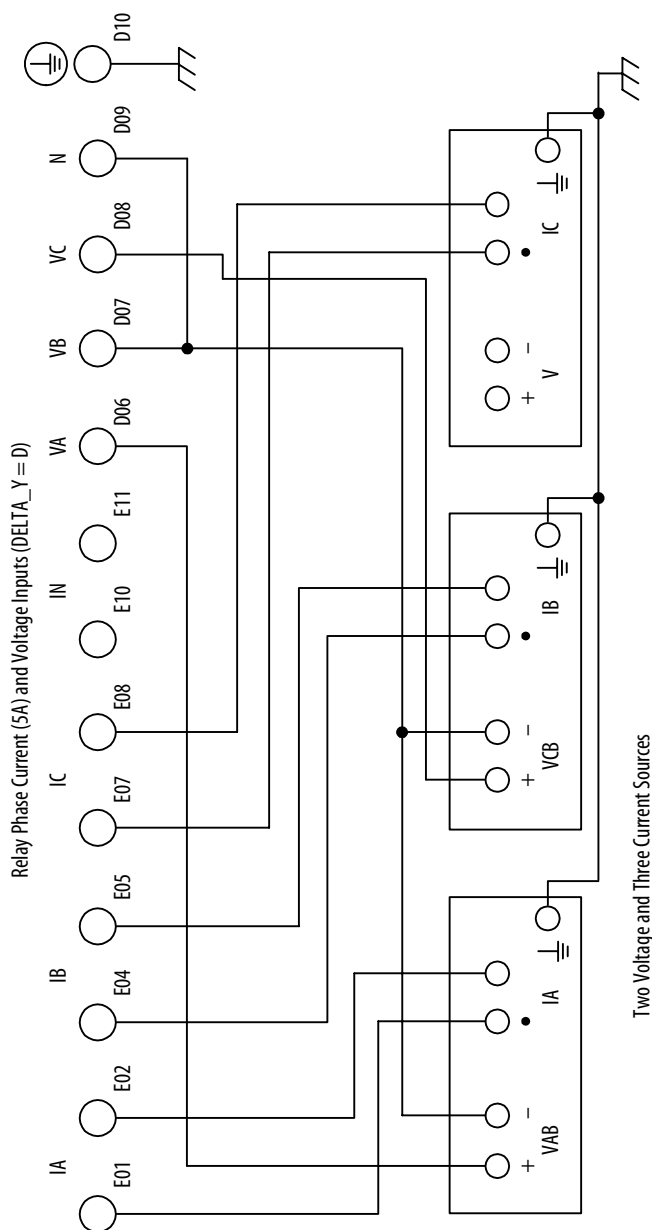 Relay Phase Current (5A) and Voltage Inputs (DELTA_Y = D)
IA IB IC IN VA VB VC N
E01 E02 E04 E05 E07 E08 E10 E11 D06 D07 D08 D09 D10
+ - + - + -
VAB IA VCB IB V IC
Two Voltage and Three Current Sources